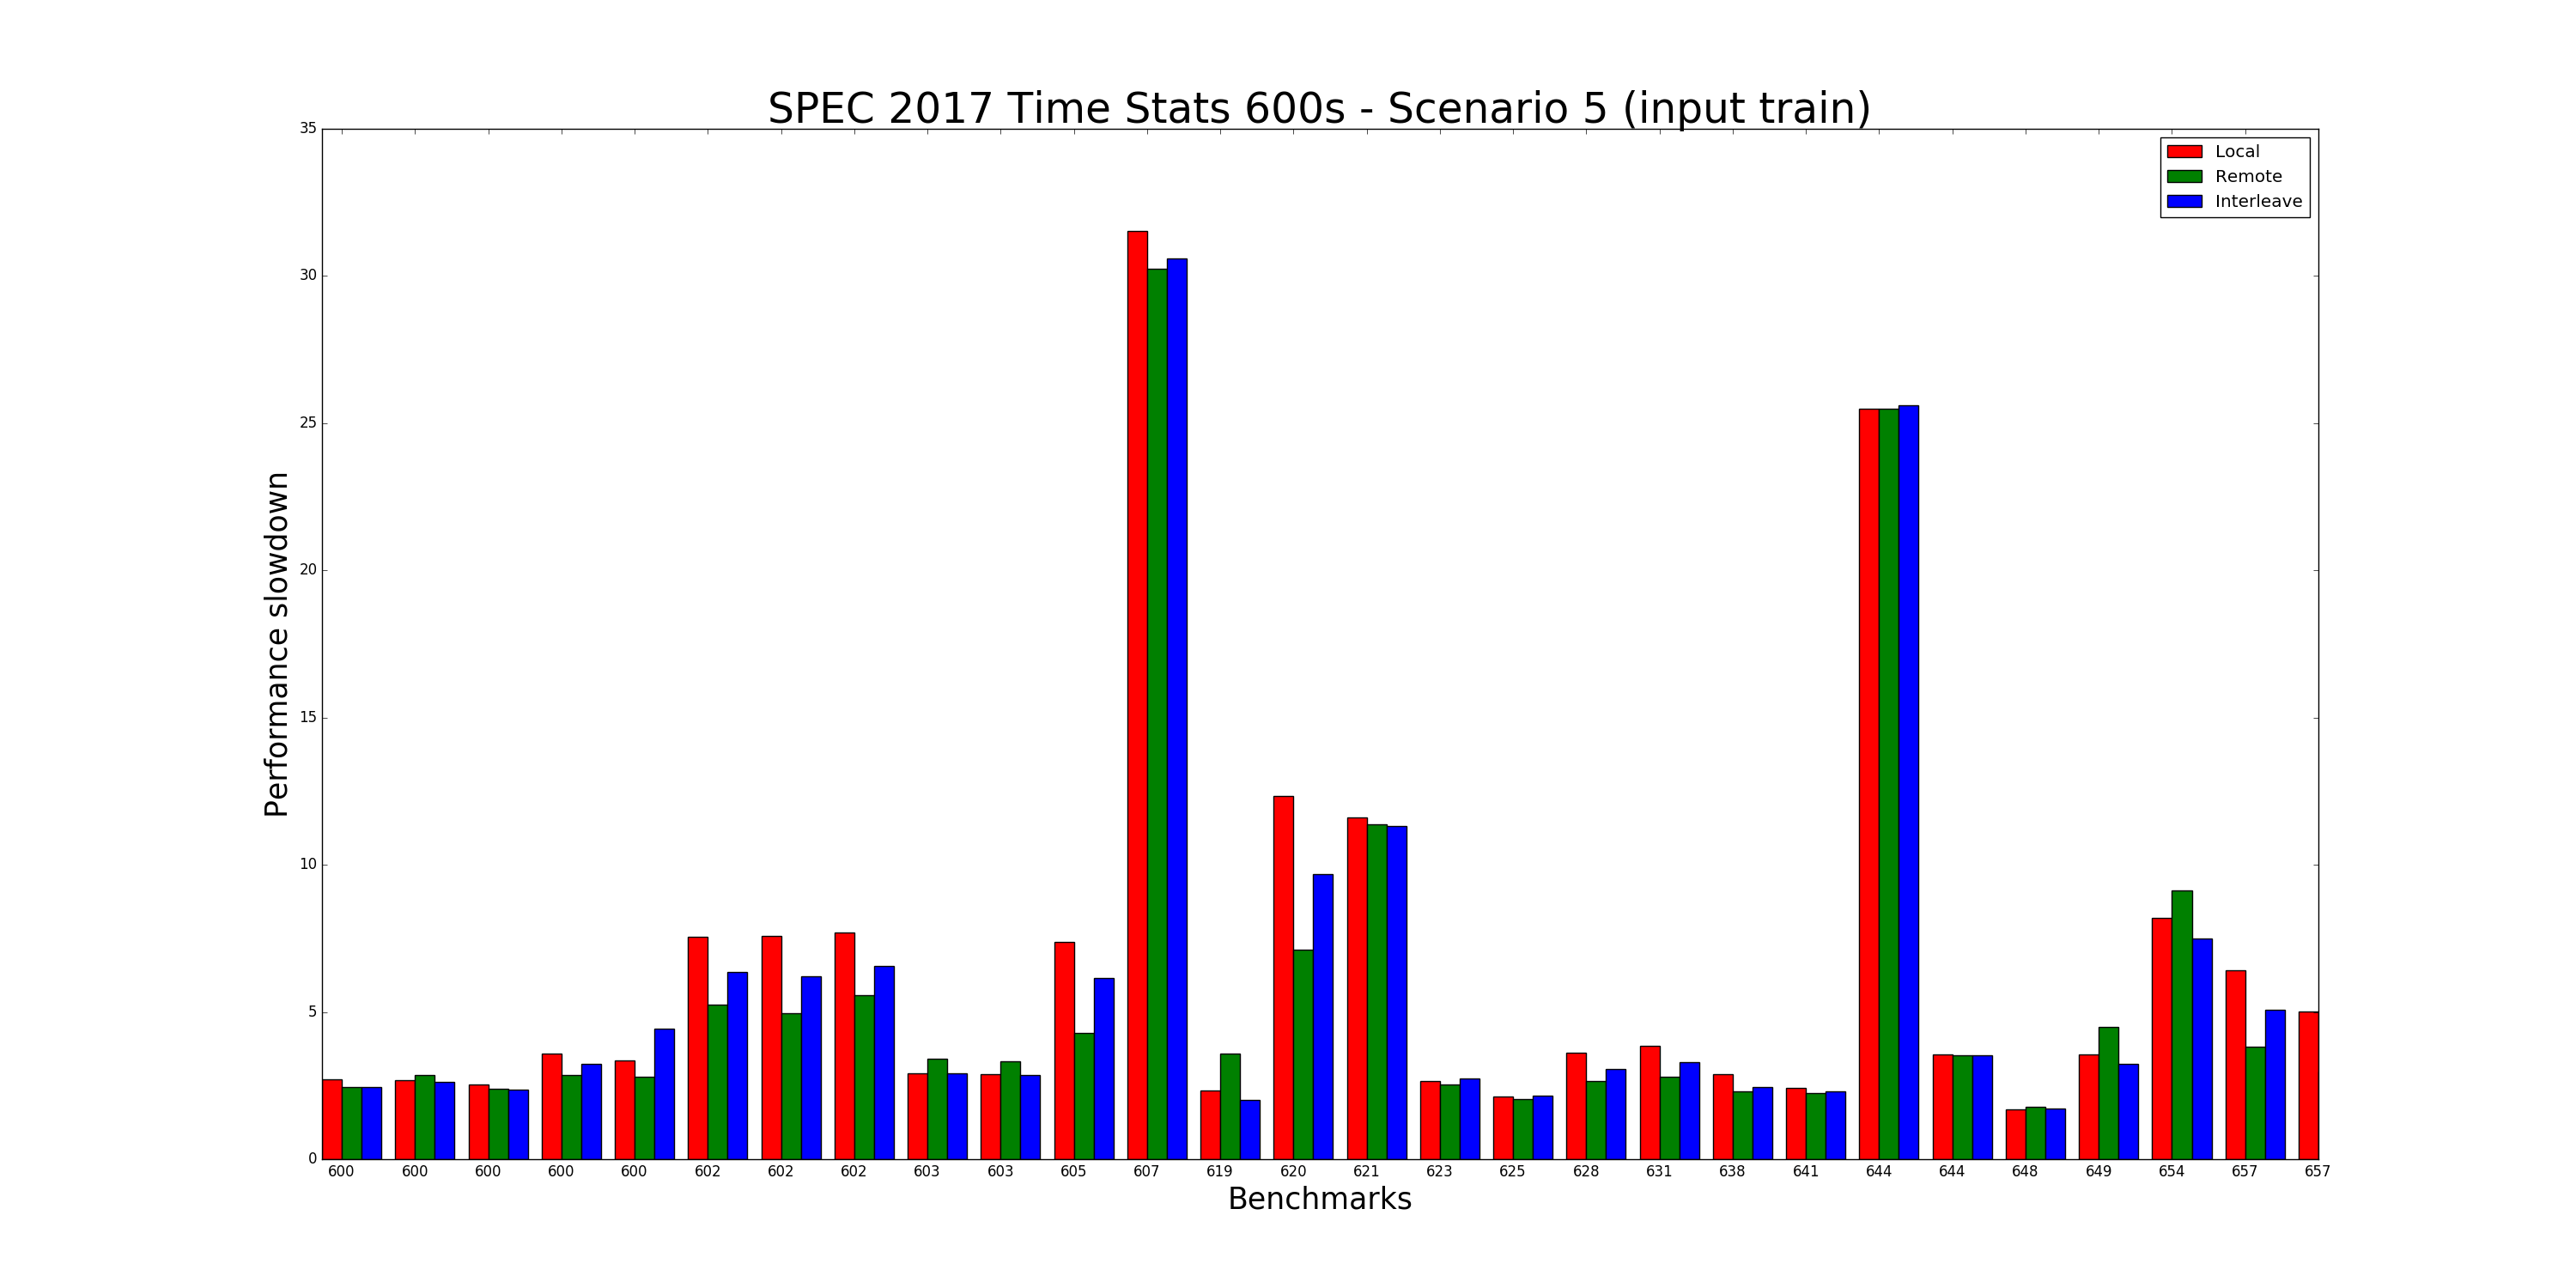 SPEC 2017 Time Stats 600s - Scenario 5 (input train)
Local
Remote
Interleave
35
30
25
20
15
10
5
0
Performance slowdown
600 600 600 600 600 602 602 602 603 603 605 607 619 620 621 623 625 628 631 638 641 644 644 648 649 654 657 657
Benchmarks